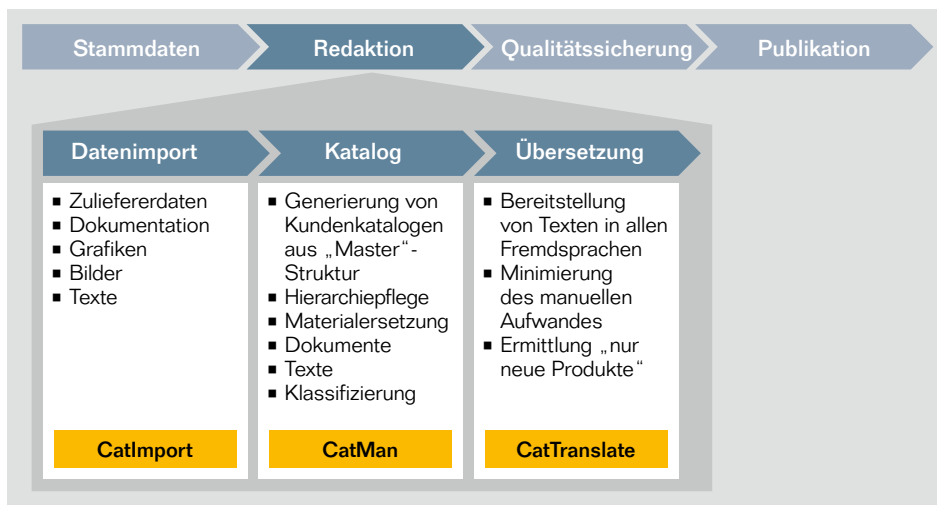 Stammdaten
Redaktion
Qualitätssicherung
Publikation
Datenimport
▪ Zuliefererdaten
▪ Dokumentation
▪ Grafiken
▪ Bilder
▪ Texte
CatImport
Katalog
▪ Generierung von
Kundenkatalogen
aus „Master“-
Struktur
▪ Hierarchiepflege
▪ Materialersetzung
▪ Dokumente
▪ Texte
▪ Klassifizierung
CatMan
Übersetzung
▪ Bereitstellung
von Texten in allen
Fremdsprachen
▪ Minimierung
des manuellen
Aufwandes
▪ Ermittlung „nur
neue Produkte“
CatTranslate